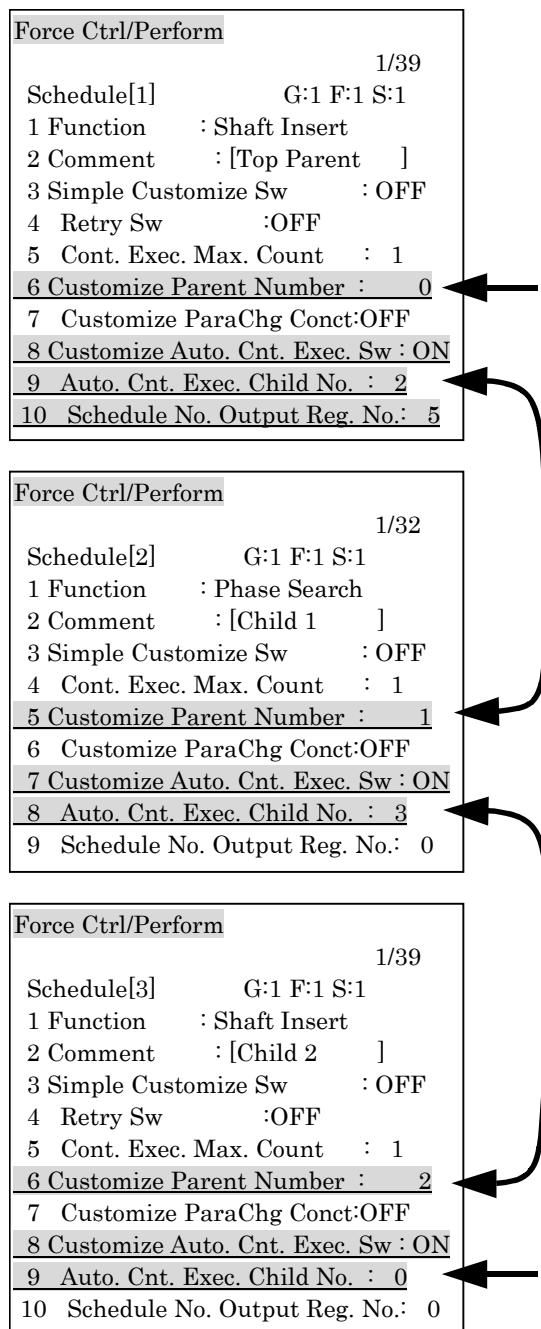 Force Ctrl/Perform
1/39
Schedule[1] G:1 F:1 S:1
1 Function : Shaft Insert
2 Comment : [Top Parent ]
3 Simple Customize Sw : OFF
4 Retry Sw :OFF
5 Cont. Exec. Max. Count : 1
6 Customize Parent Number : 0
7 Customize ParaChg Conct:OFF
8 Customize Auto. Cnt. Exec. Sw : ON
9 Auto. Cnt. Exec. Child No. : 2
10 Schedule No. Output Reg. No.: 5
Force Ctrl/Perform
1/32
Schedule[2] G:1 F:1 S:1
1 Function : Phase Search
2 Comment : [Child 1 ]
3 Simple Customize Sw : OFF
4 Cont. Exec. Max. Count : 1
5 Customize Parent Number : 1
6 Customize ParaChg Conct:OFF
7 Customize Auto. Cnt. Exec. Sw : ON
8 Auto. Cnt. Exec. Child No. : 3
9 Schedule No. Output Reg. No.: 0
Force Ctrl/Perform
1/39
Schedule[3] G:1 F:1 S:1
1 Function : Shaft Insert
2 Comment : [Child 2 ]
3 Simple Customize Sw : OFF
4 Retry Sw :OFF
5 Cont. Exec. Max. Count : 1
6 Customize Parent Number : 2
7 Customize ParaChg Conct:OFF
8 Customize Auto. Cnt. Exec. Sw : ON
9 Auto. Cnt. Exec. Child No. : 0
10 Schedule No. Output Reg. No.: 0